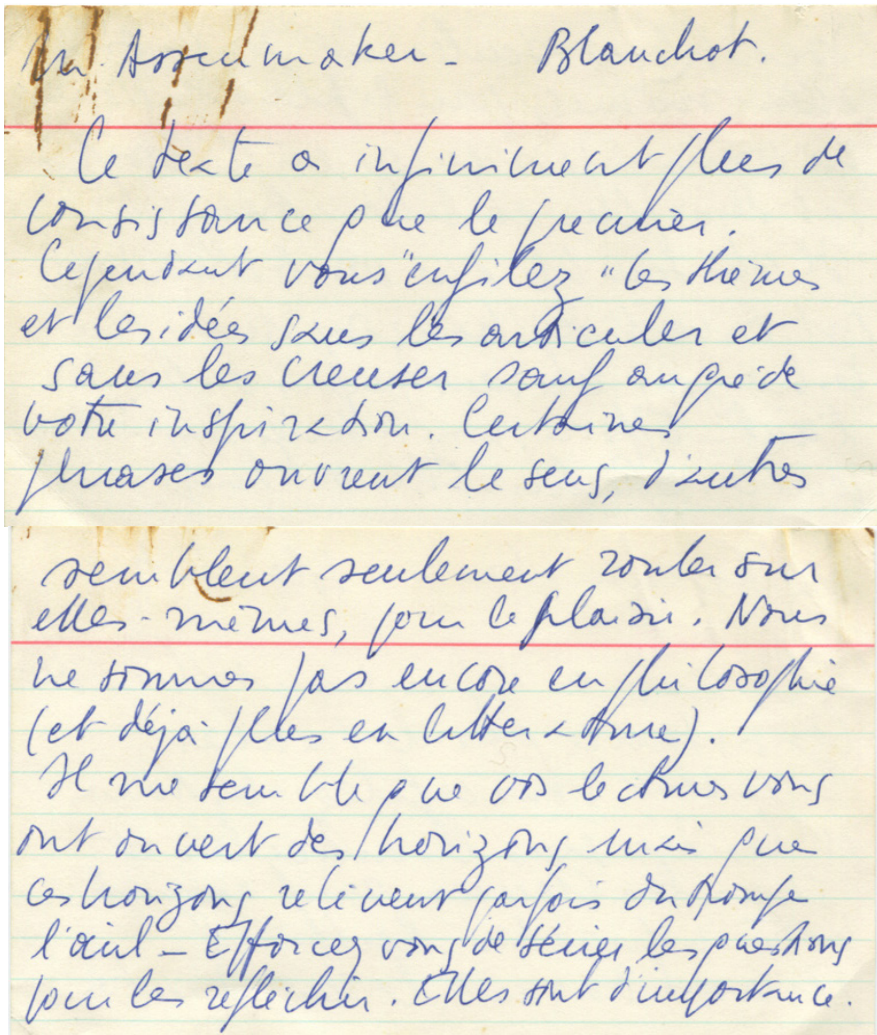 Assenmaker - Blanchot.
Ce texte a infiniment plus de
consistance que le premier.
Cependant vous "enfilez" les thèmes
et les idées sans les articuler et
sans les creuser sauf au gré de
votre inspiration. Certaines
phrases ouvrent le sens, d'autres
semblent seulement rouler sur
elles-mêmes, pour le plaisir. Nous
ne sommes pas encore en philosophie
(et déjà plus en littérature).
Il me semble que vos lectures vous
ont ouvert des horizons mais que
ces horizons relèvent parfois du trompe
l'œil - Efforcez vous de sérier les questions
pour les réfléchir. Elles sont d'importance.